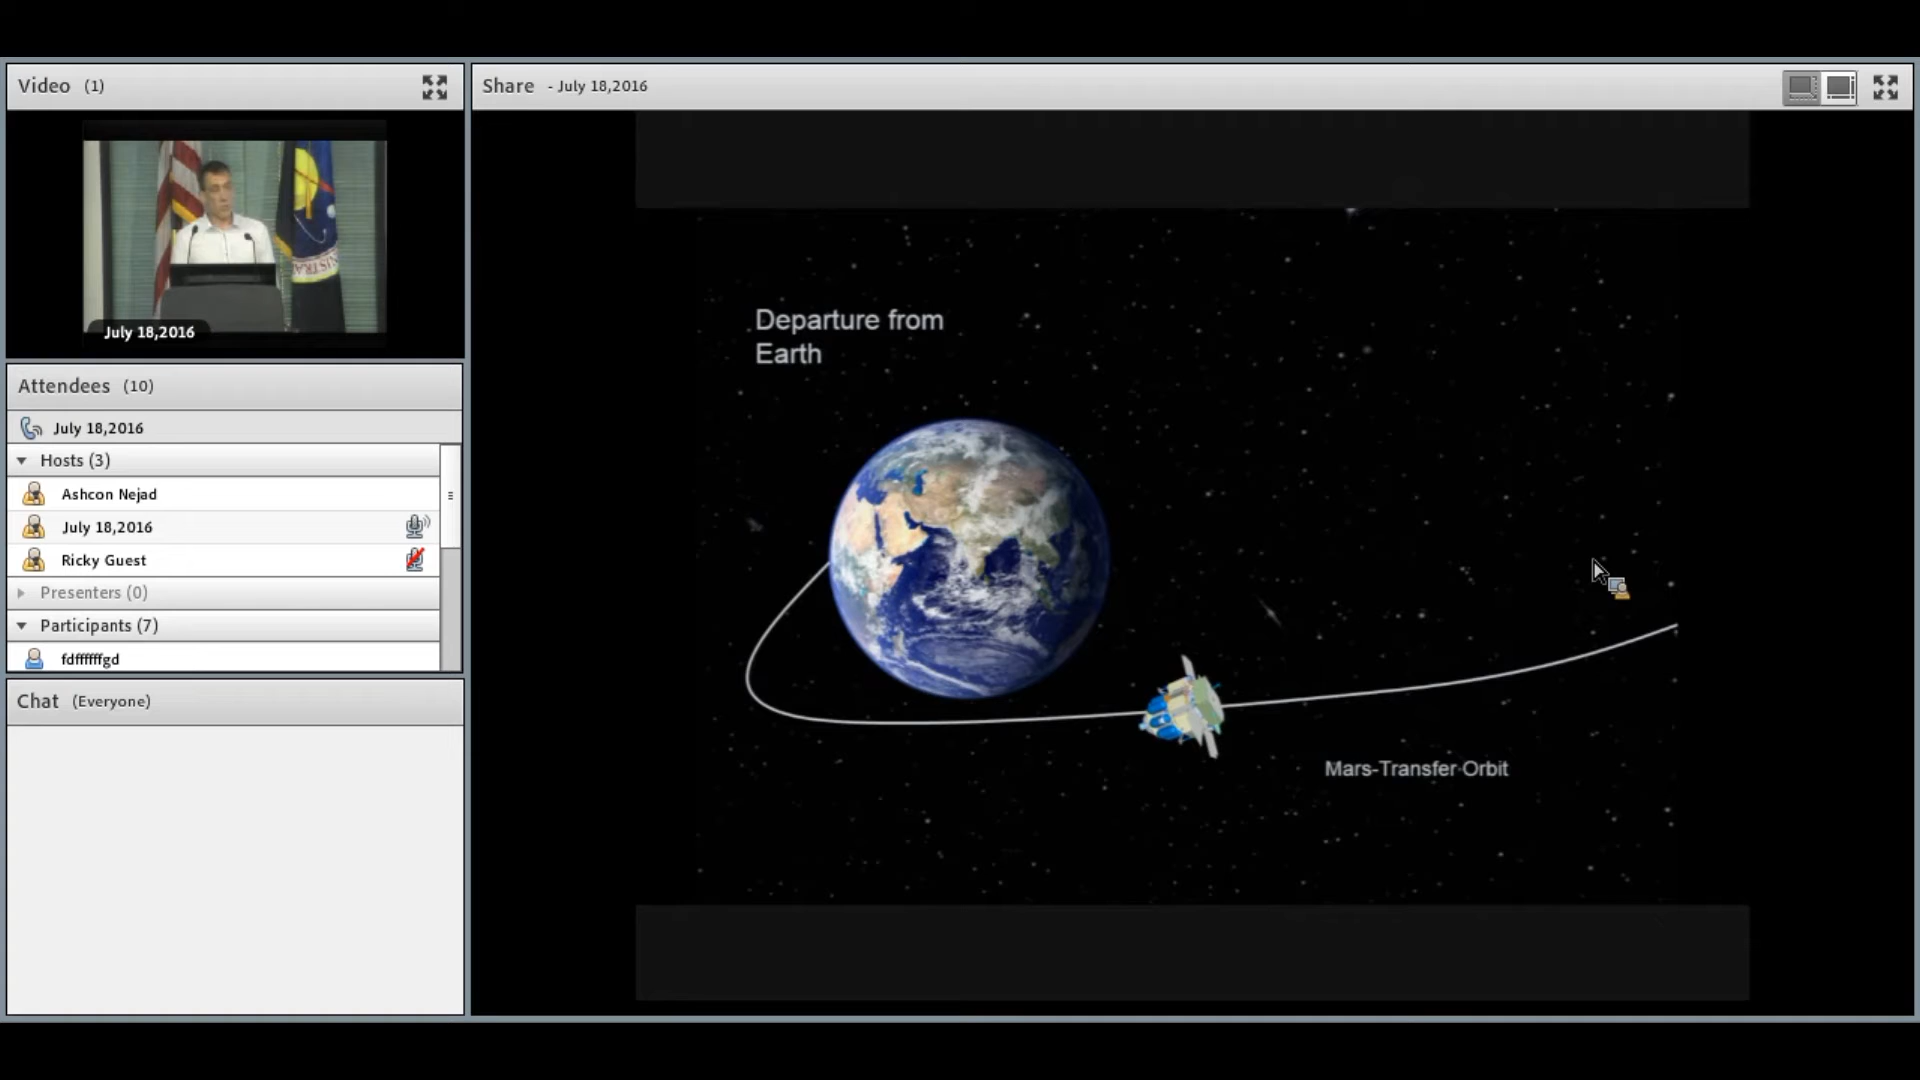 Video (1)
July 18,2016
Attendees (10)
July 18,2016
Hosts (3)
Ashcon Nejad
July 18,2016
Ricky Guest
Presenters (0)
Participants (7)
fdffffffgd
Chat (Everyone)
Share - July 18,2016
Departure from
Earth
Mars-Transfer Orbit